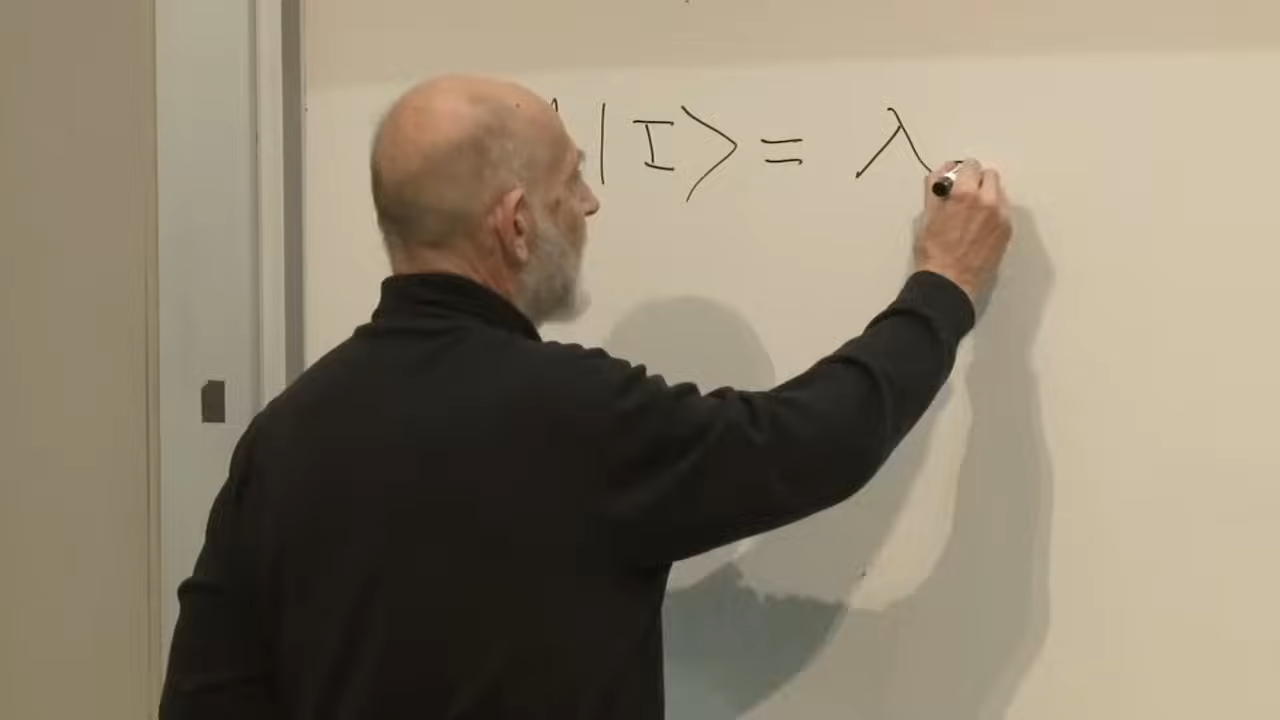 |I⟩ = λ